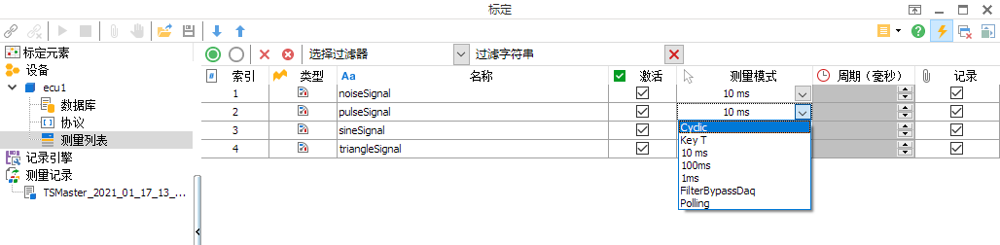 标定
标定元素
设备
ecu1
数据库
协议
测量列表
记录引擎
测量记录
TSMaster_2021_01_17_13_...
选择过滤器 过滤字符串
# 索引 类型 Aa 名称 激活 测量模式 周期（毫秒） 记录
1 noiseSignal 10 ms
2 pulseSignal 10 ms
3 sineSignal
4 triangleSignal
Cyclic
Key T
10 ms
100ms
1ms
FilterBypassDaq
Polling